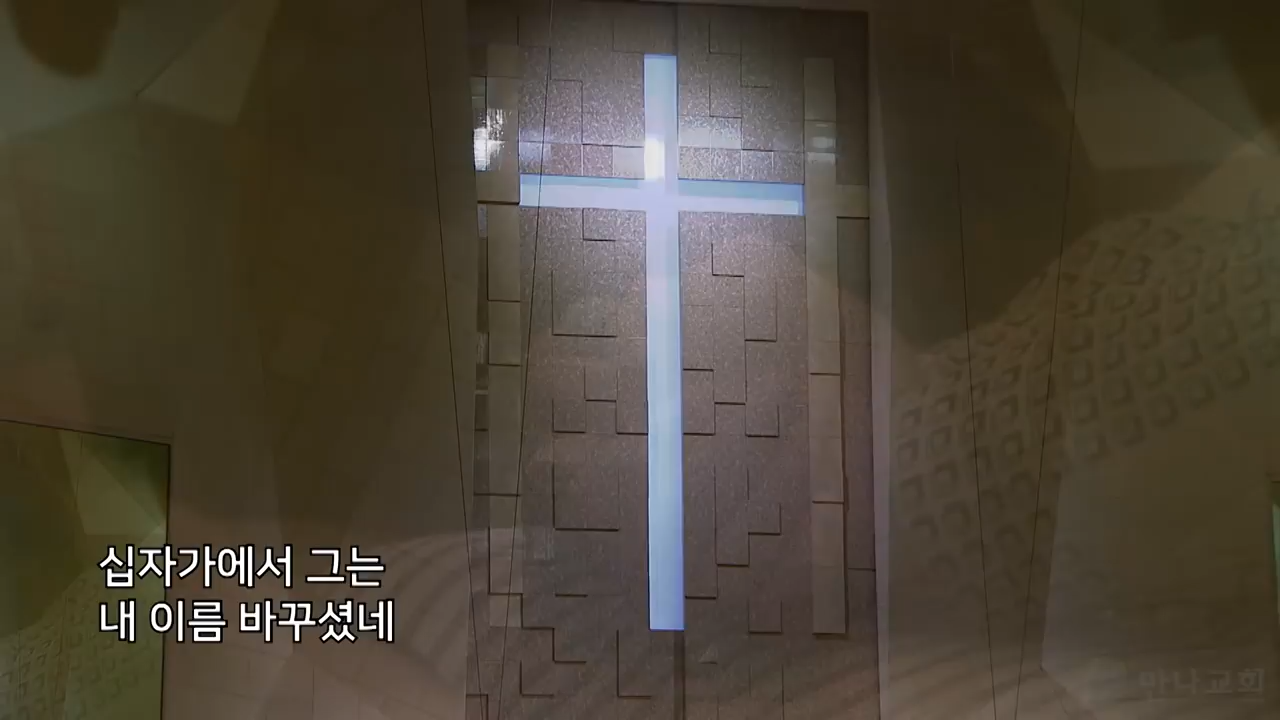 십자가에서 그는
내 이름 바꾸셨네
만나교회